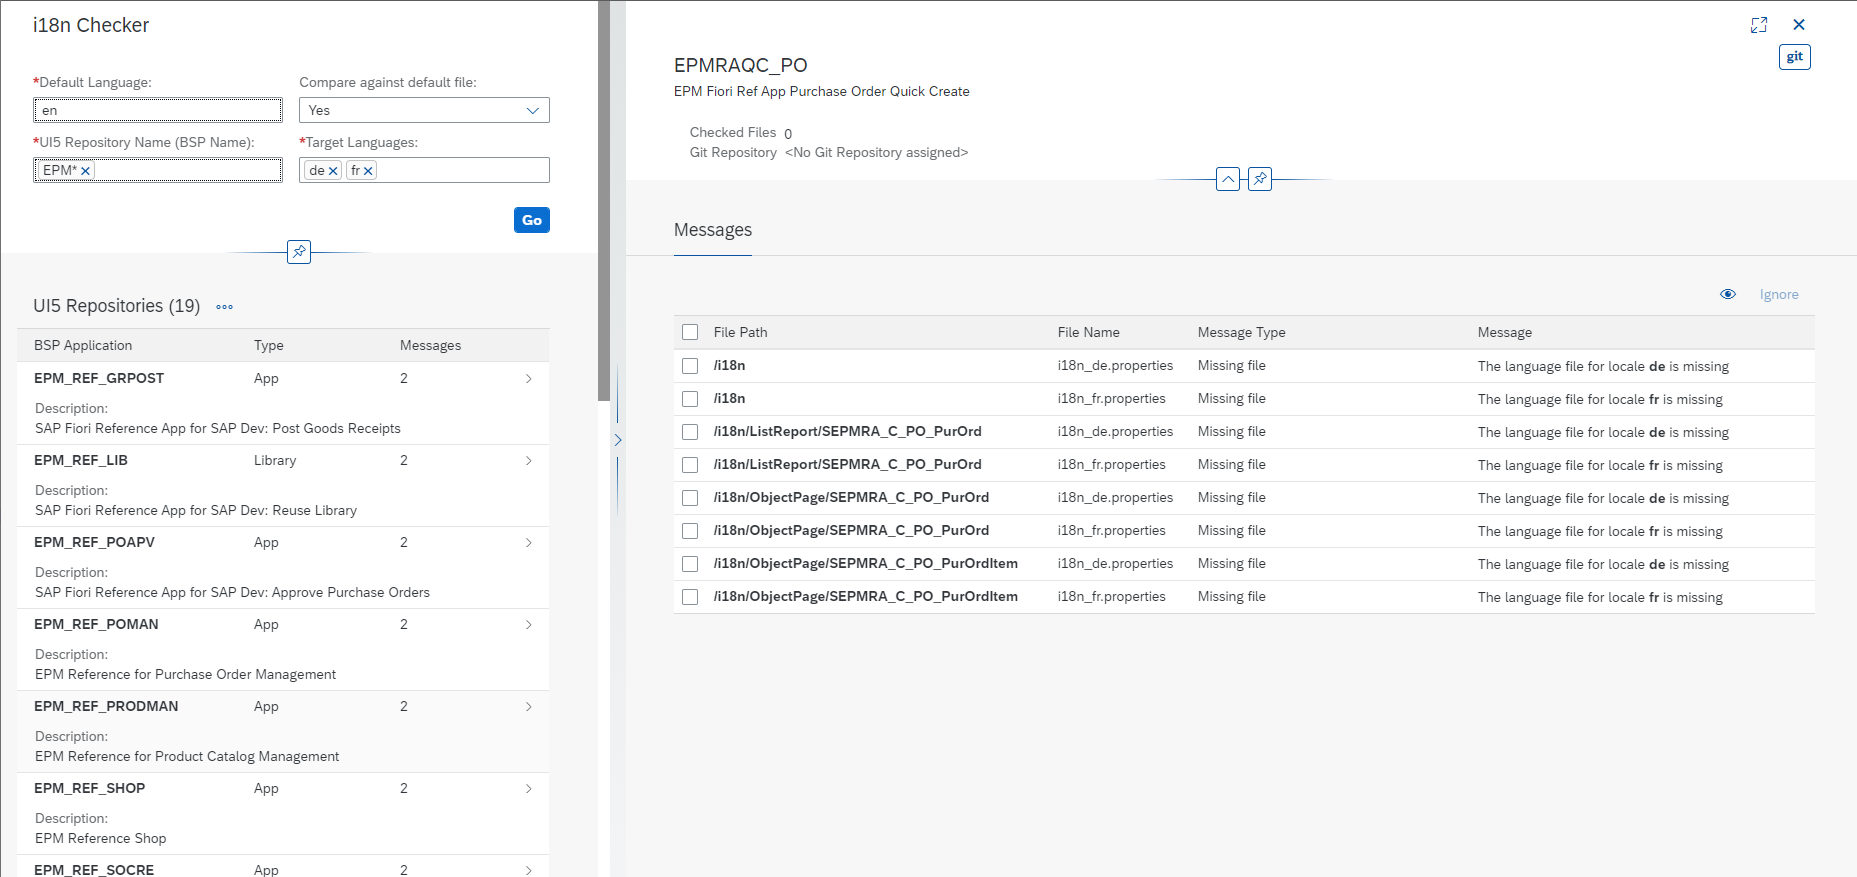 i18n Checker
*Default Language:
Compare against default file:
en
Yes
*UI5 Repository Name (BSP Name):
*Target Languages:
EPM*
de fr
Go
UI5 Repositories (19)
BSP Application Type Messages
EPM_REF_GRPOST App 2
Description:
SAP Fiori Reference App for SAP Dev: Post Goods Receipts
EPM_REF_LIB Library 2
Description:
SAP Fiori Reference App for SAP Dev: Reuse Library
EPM_REF_POAPV App 2
Description:
SAP Fiori Reference App for SAP Dev: Approve Purchase Orders
EPM_REF_POMAN App 2
Description:
EPM Reference for Purchase Order Management
EPM_REF_PRODMAN App 2
Description:
EPM Reference for Product Catalog Management
EPM_REF_SHOP App 2
Description:
EPM Reference Shop
EPM_REF_SOCRE App 2
git
EPMRAQC_PO
EPM Fiori Ref App Purchase Order Quick Create
Checked Files 0
Git Repository <No Git Repository assigned>
Messages
Ignore
File Path File Name Message Type Message
/i18n i18n_de.properties Missing file The language file for locale de is missing
/i18n i18n_fr.properties Missing file The language file for locale fr is missing
/i18n/ListReport/SEPMRA_C_PO_PurOrd i18n_de.properties Missing file The language file for locale de is missing
/i18n/ListReport/SEPMRA_C_PO_PurOrd i18n_fr.properties Missing file The language file for locale fr is missing
/i18n/ObjectPage/SEPMRA_C_PO_PurOrd i18n_de.properties Missing file The language file for locale de is missing
/i18n/ObjectPage/SEPMRA_C_PO_PurOrd i18n_fr.properties Missing file The language file for locale fr is missing
/i18n/ObjectPage/SEPMRA_C_PO_PurOrdItem i18n_de.properties Missing file The language file for locale de is missing
/i18n/ObjectPage/SEPMRA_C_PO_PurOrdItem i18n_fr.properties Missing file The language file for locale fr is missing